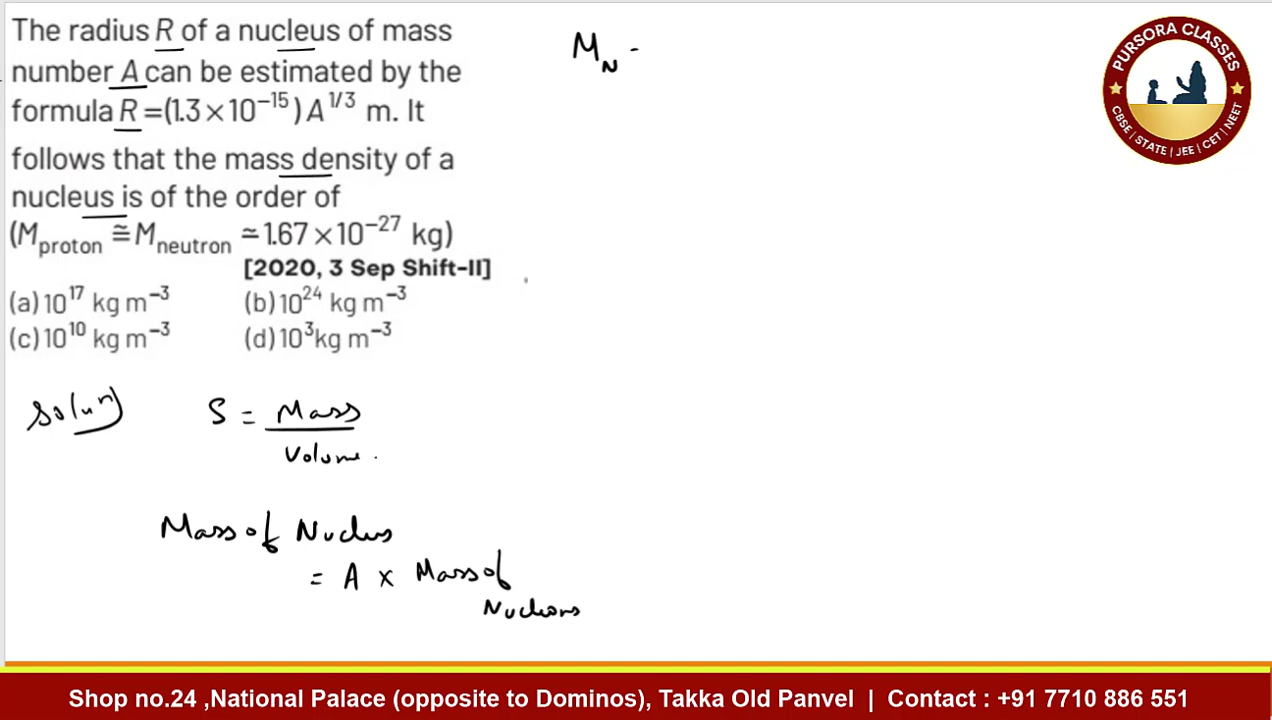 The radius R of a nucleus of mass
number A can be estimated by the
formula R=(1.3×10⁻¹⁵)A^1/3 m. It
follows that the mass density of a
nucleus is of the order of
(M_proton ≅ M_neutron ≃ 1.67×10⁻²⁷ kg)
[2020, 3 Sep Shift-II]
(a) 10¹⁷ kg m⁻³ (b) 10²⁴ kg m⁻³
(c) 10¹⁰ kg m⁻³ (d) 10³kg m⁻³
M_N -
Solun
S = Mass
Volume.
Mass of Nucleus
= A × Mass of
Nucleons
PURSORA CLASSES
CBSE | STATE | JEE | CET | NEET
Shop no.24 ,National Palace (opposite to Dominos), Takka Old Panvel | Contact : +91 7710 886 551